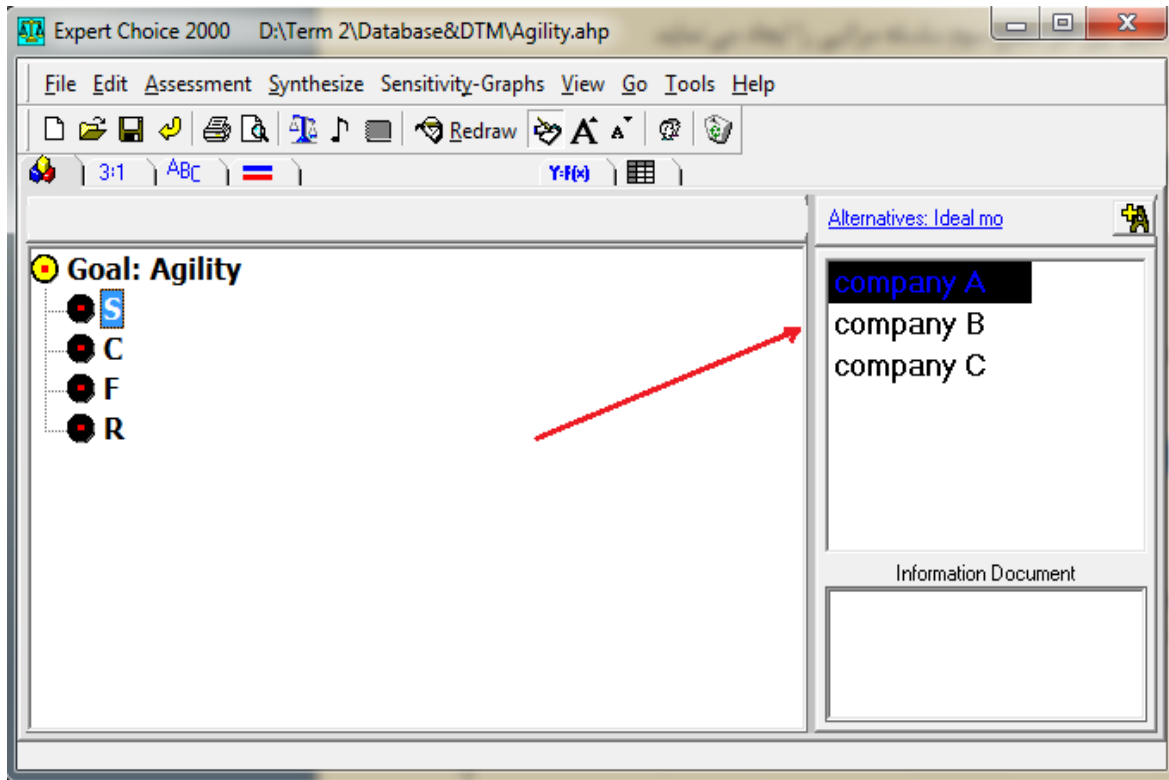 Expert Choice 2000 D:\Term 2\Database&DTM\Agility.ahp
File Edit Assessment Synthesize Sensitivity-Graphs View Go Tools Help
Redraw A A
3:1 ABC Y=F(x)
Alternatives: Ideal mo
A
Goal: Agility
S
C
F
R
company A
company B
company C
Information Document